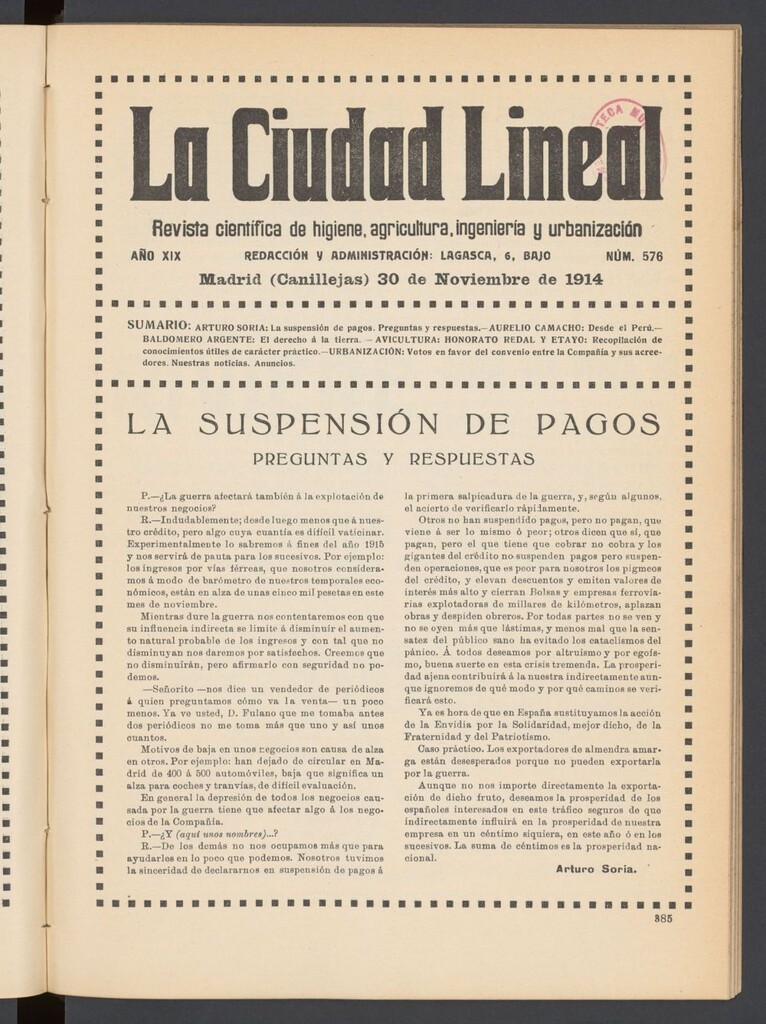 La Ciudad Lineal
TECA MU
Revista científica de higiene, agricultura, ingeniería y urbanización
AÑO XIX REDACCIÓN Y ADMINISTRACIÓN: LAGASCA, 6, BAJO NÚM. 576
Madrid (Canillejas) 30 de Noviembre de 1914
SUMARIO: ARTURO SORIA: La suspensión de pagos. Preguntas y respuestas.—AURELIO CAMACHO: Desde el Perú.—
BALDOMERO ARGENTE: El derecho á la tierra. — AVICULTURA: HONORATO REDAL Y ETAYO: Recopilación de
conocimientos útiles de carácter práctico.—URBANIZACIÓN: Votos en favor del convenio entre la Compañía y sus acree-
dores. Nuestras noticias. Anuncios.
LA SUSPENSIÓN DE PAGOS
PREGUNTAS Y RESPUESTAS
P.—¿La guerra afectará también á la explotación de
nuestros negocios?
R.—Indudablemente; desde luego menos que á nues-
tro crédito, pero algo cuya cuantía es difícil vaticinar.
Experimentalmente lo sabremos á fines del año 1915
y nos servirá de pauta para los sucesivos. Por ejemplo:
los ingresos por vías férreas, que nosotros considera-
mos á modo de barómetro de nuestros temporales eco-
nómicos, están en alza de unas cinco mil pesetas en este
mes de noviembre.
Mientras dure la guerra nos contentaremos con que
su influencia indirecta se limite á disminuir el aumen-
to natural probable de los ingresos y con tal que no
disminuyan nos daremos por satisfechos. Creemos que
no disminuirán, pero afirmarlo con seguridad no po-
demos.
—Señorito —nos dice un vendedor de periódicos
á quien preguntamos cómo va la venta— un poco
menos. Ya ve usted, D. Fulano que me tomaba antes
dos periódicos no me toma más que uno y así unos
cuantos.
Motivos de baja en unos negocios son causa de alza
en otros. Por ejemplo: han dejado de circular en Ma-
drid de 400 á 500 automóviles, baja que significa un
alza para coches y tranvías, de difícil evaluación.
En general la depresión de todos los negocios cau-
sada por la guerra tiene que afectar algo á los nego-
cios de la Compañía.
P.—¿Y (aquí unos nombres)...?
R.—De los demás no nos ocupamos más que para
ayudarlos en lo poco que podemos. Nosotros tuvimos
la sinceridad de declararnos en suspensión de pagos á
la primera salpicadura de la guerra, y, según algunos,
el acierto de verificarlo rápidamente.
Otros no han suspendido pagos, pero no pagan, que
viene á ser lo mismo ó peor; otros dicen que sí, que
pagan, pero el que tiene que cobrar no cobra y los
gigantes del crédito no suspenden pagos pero suspen-
den operaciones, que es peor para nosotros los pigmeos
del crédito, y elevan descuentos y emiten valores de
interés más alto y cierran Bolsas y empresas ferrovia-
rias explotadoras de millares de kilómetros, aplazan
obras y despiden obreros. Por todas partes no se ven y
no se oyen más que lástimas, y menos mal que la sen-
satez del público sano ha evitado los cataclismos del
pánico. Á todos deseamos por altruismo y por egoís-
mo, buena suerte en esta crisis tremenda. La prosperi-
dad ajena contribuirá á la nuestra indirectamente aun-
que ignoremos de qué modo y por qué caminos se veri-
ficará esto.
Ya es hora de que en España sustituyamos la acción
de la Envidia por la Solidaridad, mejor dicho, de la
Fraternidad y del Patriotismo.
Caso práctico. Los exportadores de almendra amar-
ga están desesperados porque no pueden exportarla
por la guerra.
Aunque no nos importe directamente la exporta-
ción de dicho fruto, deseamos la prosperidad de los
españoles interesados en este tráfico seguros de que
indirectamente influirá en la prosperidad de nuestra
empresa en un céntimo siquiera, en este año ó en los
sucesivos. La suma de céntimos es la prosperidad na-
cional.
Arturo Soria.
385